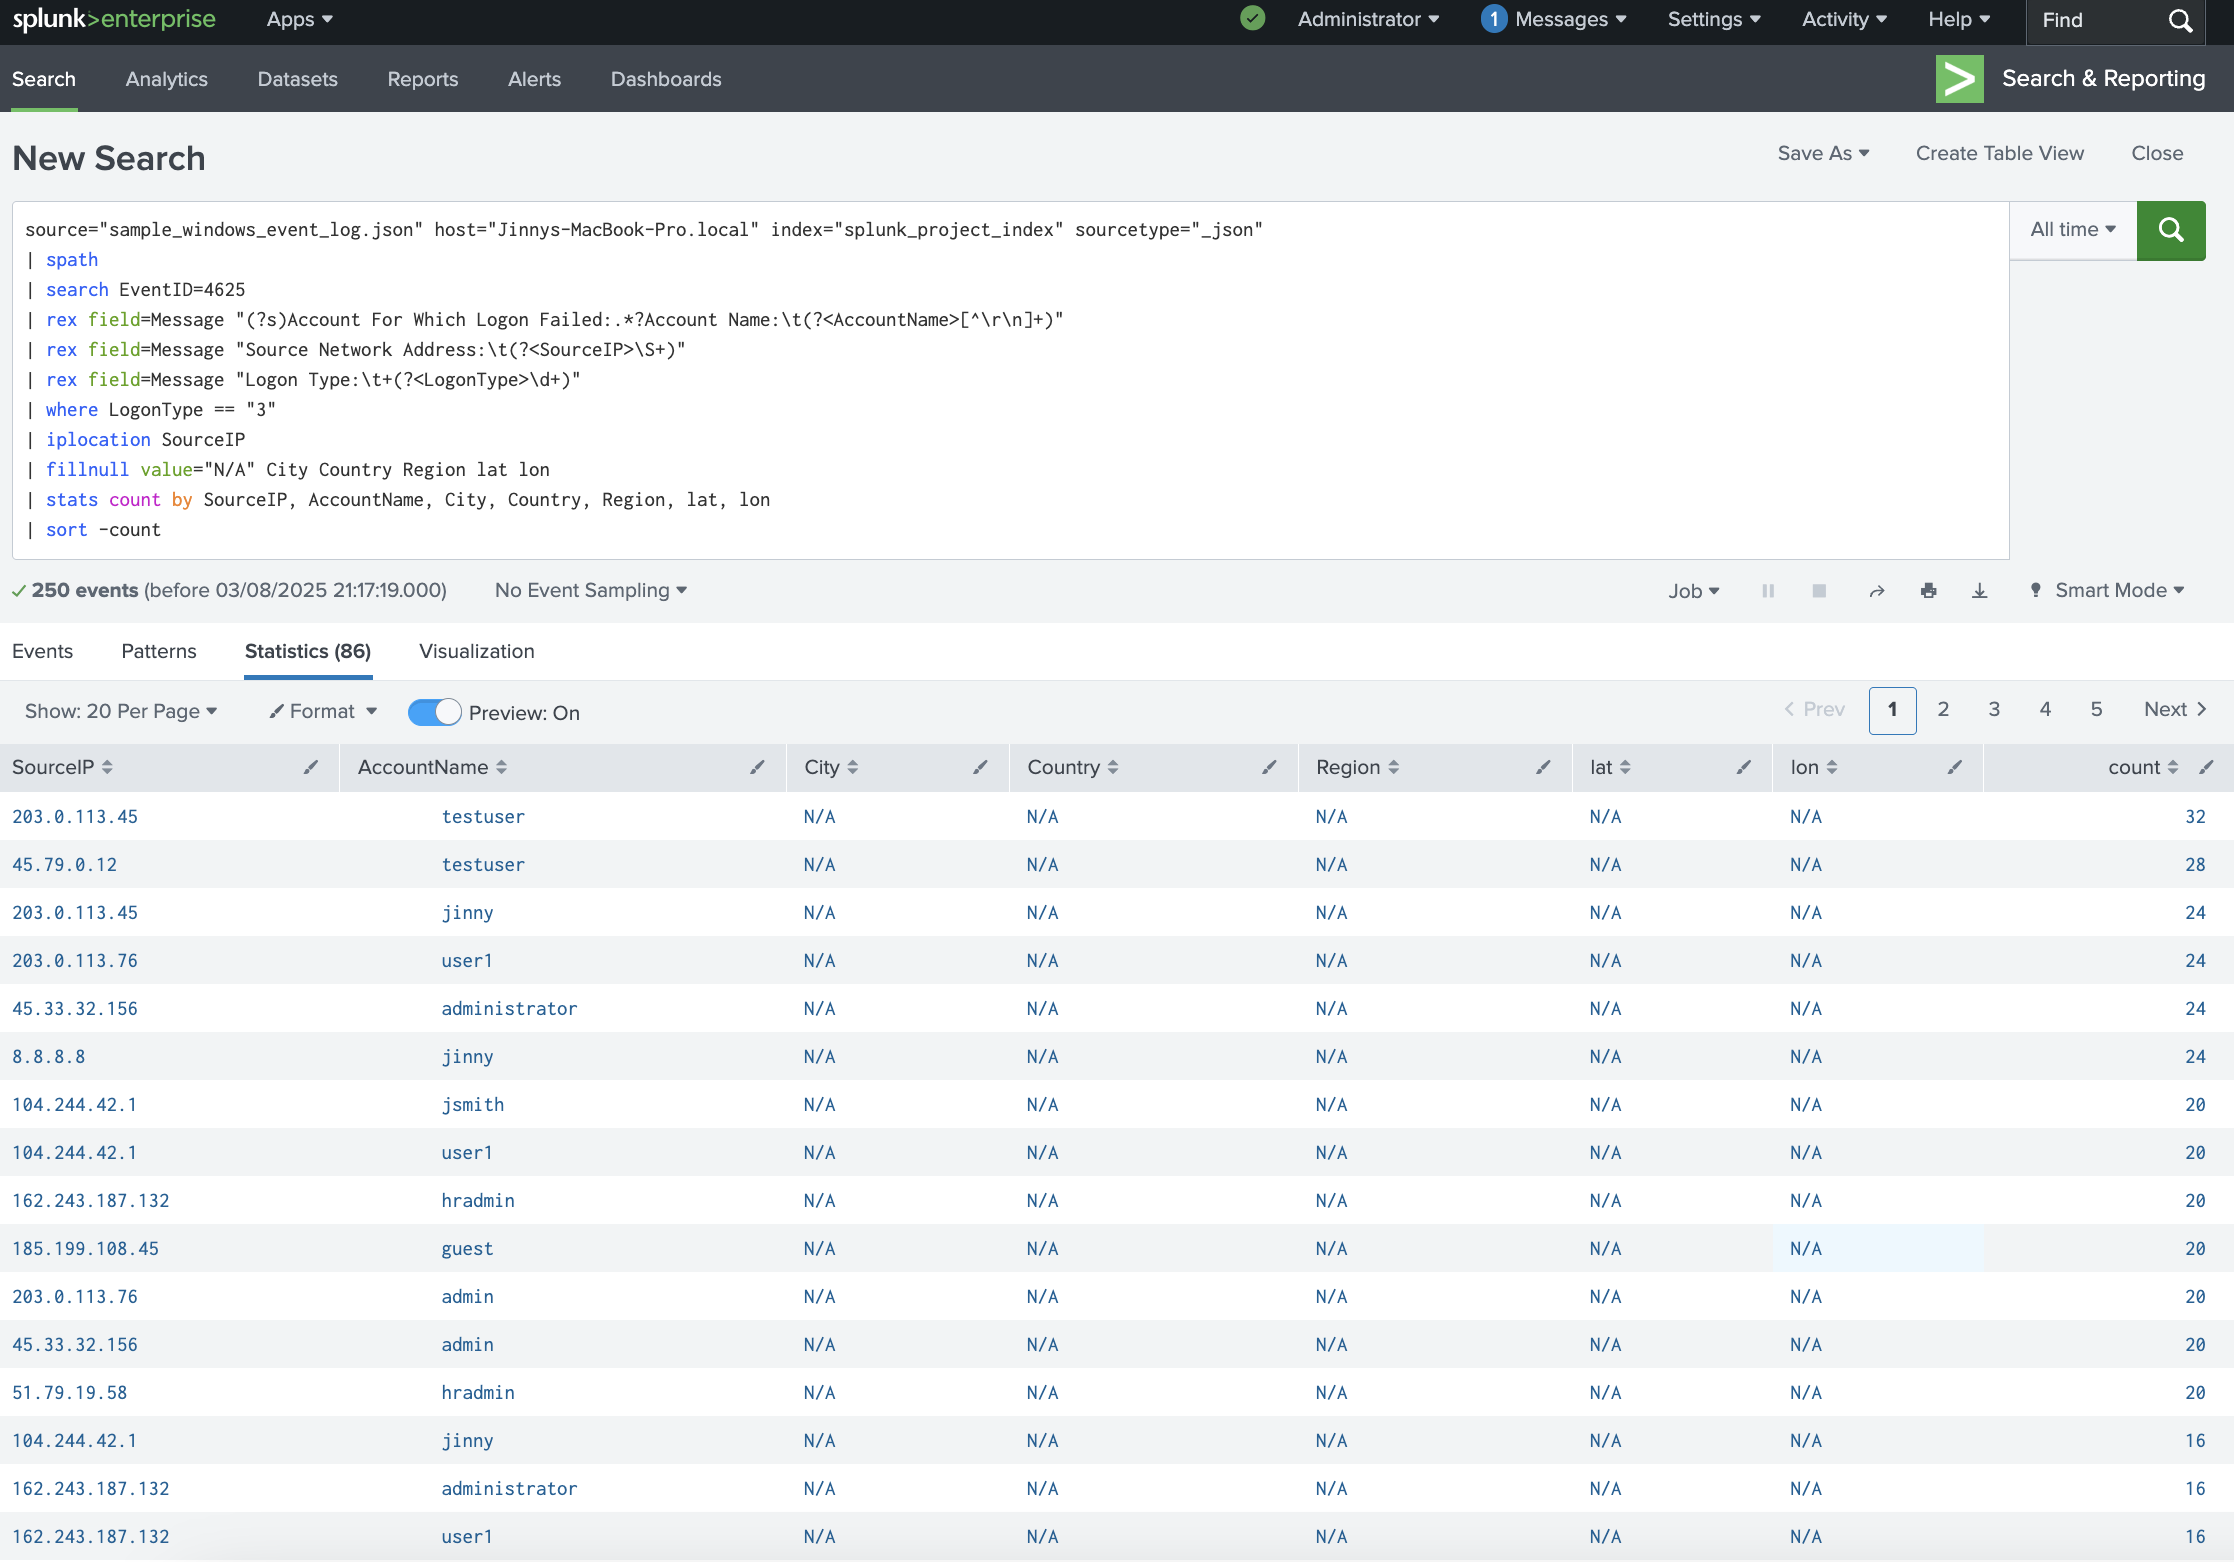 splunk>enterprise Apps Administrator 1 Messages Settings Activity Help Find
Search Analytics Datasets Reports Alerts Dashboards Search & Reporting
New Search Save As Create Table View Close
source="sample_windows_event_log.json" host="Jinnys-MacBook-Pro.local" index="splunk_project_index" sourcetype="_json" All time
| spath
| search EventID=4625
| rex field=Message "(?s)Account For Which Logon Failed:.*?Account Name:\t(?<AccountName>[^\r\n]+)"
| rex field=Message "Source Network Address:\t(?<SourceIP>\S+)"
| rex field=Message "Logon Type:\t+(?<LogonType>\d+)"
| where LogonType == "3"
| iplocation SourceIP
| fillnull value="N/A" City Country Region lat lon
| stats count by SourceIP, AccountName, City, Country, Region, lat, lon
| sort -count
250 events (before 03/08/2025 21:17:19.000) No Event Sampling Job Smart Mode
Events Patterns Statistics (86) Visualization
Show: 20 Per Page Format Preview: On < Prev 1 2 3 4 5 Next >
SourceIP AccountName City Country Region lat lon count
203.0.113.45 testuser N/A N/A N/A N/A N/A 32
45.79.0.12 testuser N/A N/A N/A N/A N/A 28
203.0.113.45 jinny N/A N/A N/A N/A N/A 24
203.0.113.76 user1 N/A N/A N/A N/A N/A 24
45.33.32.156 administrator N/A N/A N/A N/A N/A 24
8.8.8.8 jinny N/A N/A N/A N/A N/A 24
104.244.42.1 jsmith N/A N/A N/A N/A N/A 20
104.244.42.1 user1 N/A N/A N/A N/A N/A 20
162.243.187.132 hradmin N/A N/A N/A N/A N/A 20
185.199.108.45 guest N/A N/A N/A N/A N/A 20
203.0.113.76 admin N/A N/A N/A N/A N/A 20
45.33.32.156 admin N/A N/A N/A N/A N/A 20
51.79.19.58 hradmin N/A N/A N/A N/A N/A 20
104.244.42.1 jinny N/A N/A N/A N/A N/A 16
162.243.187.132 administrator N/A N/A N/A N/A N/A 16
162.243.187.132 user1 N/A N/A N/A N/A N/A 16